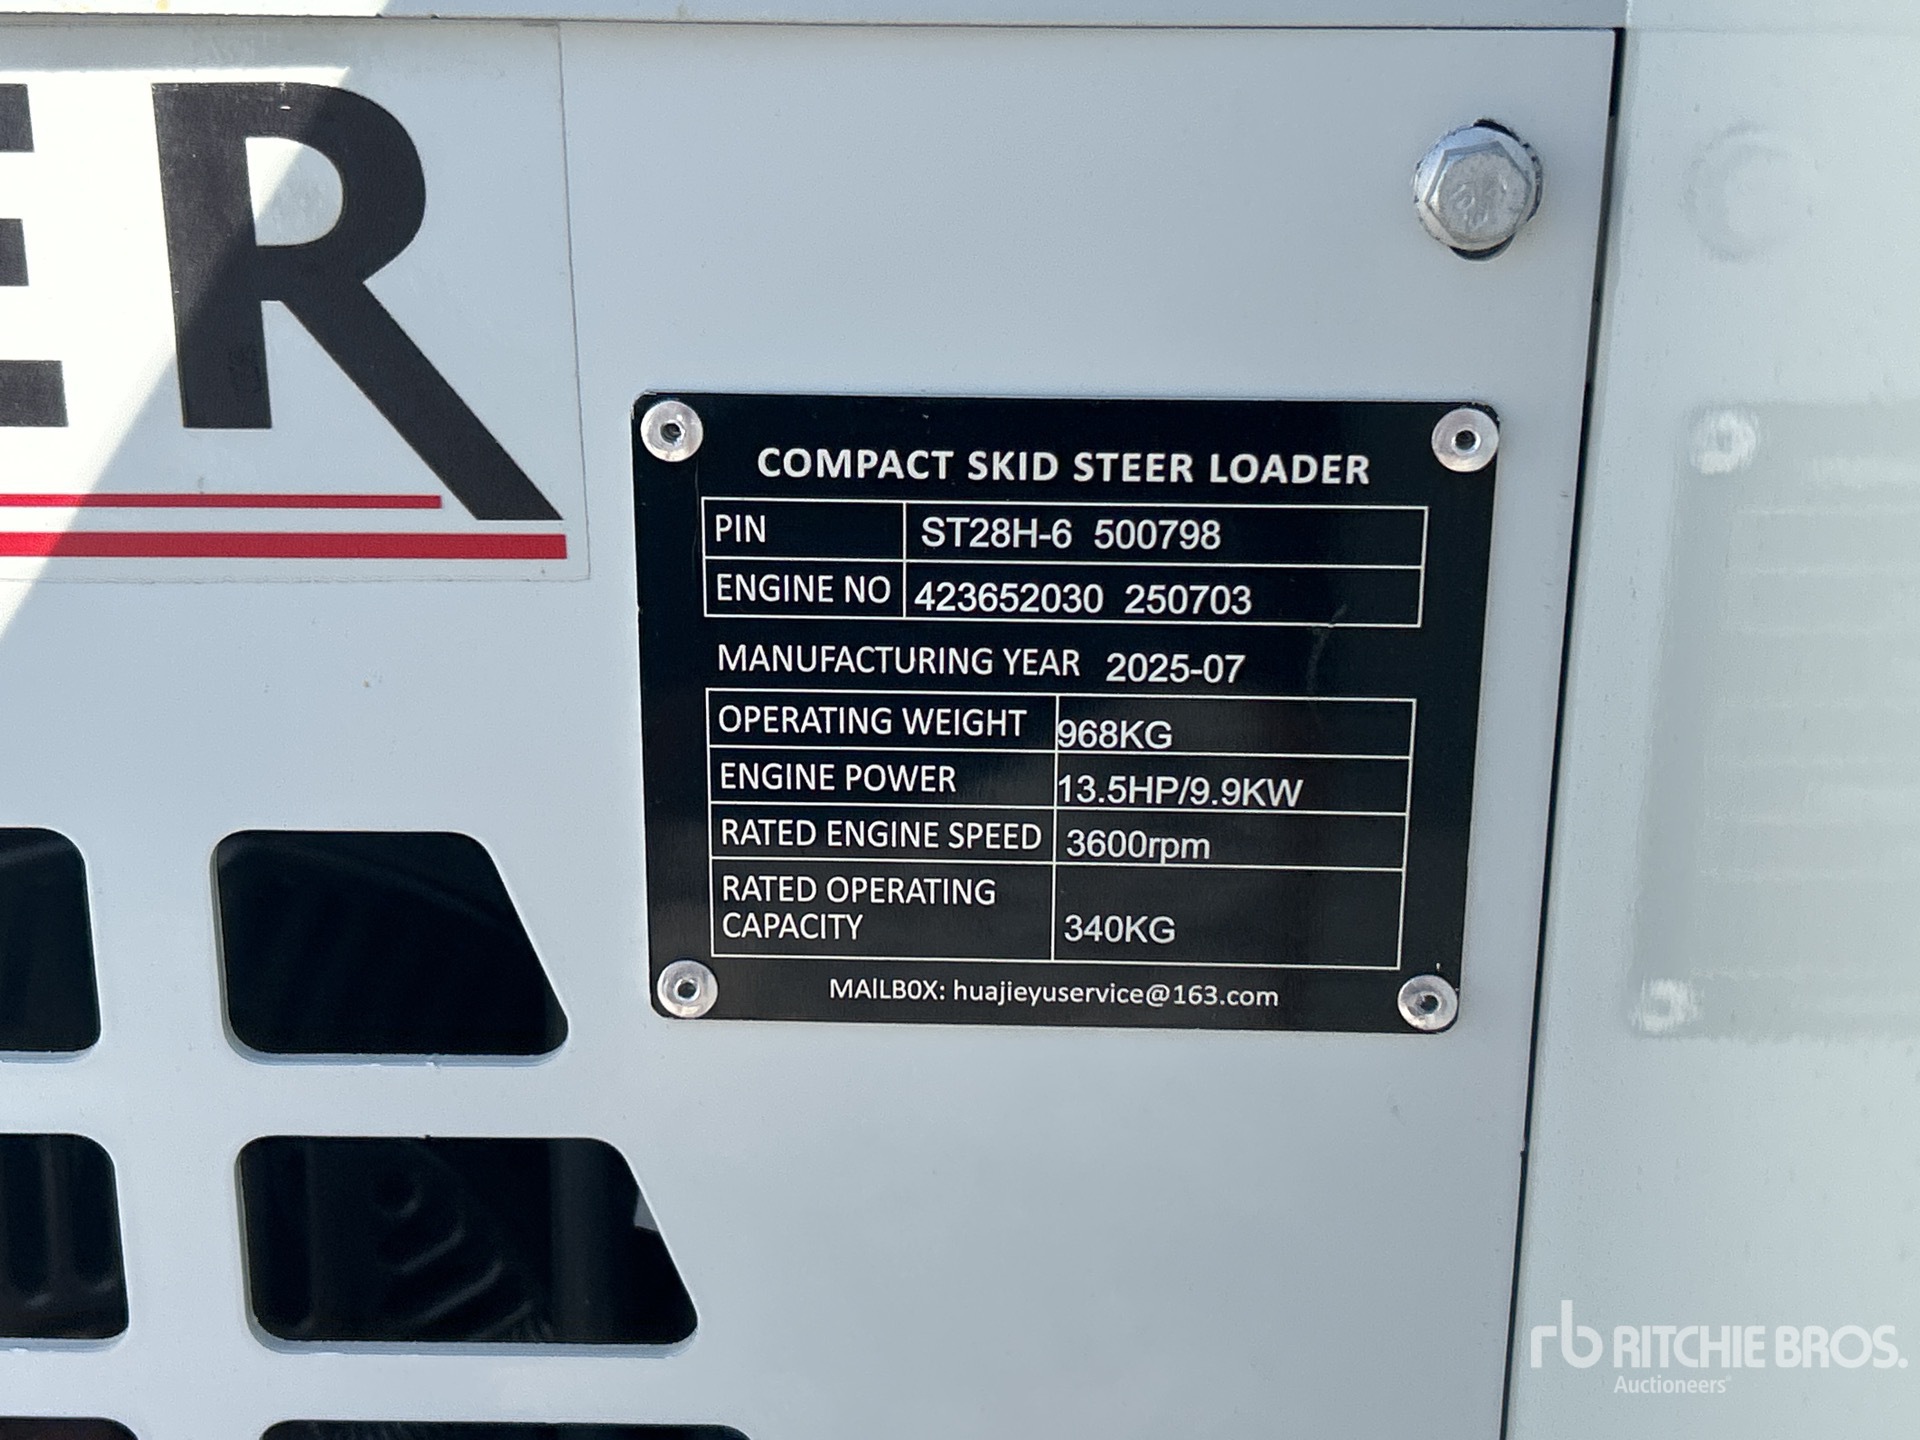 ER
COMPACT SKID STEER LOADER
PIN ST28H-6 500798
ENGINE NO 423652030 250703
MANUFACTURING YEAR 2025-07
OPERATING WEIGHT 968KG
ENGINE POWER 13.5HP/9.9KW
RATED ENGINE SPEED 3600rpm
RATED OPERATING
CAPACITY 340KG
MAILBOX: huajieyuservice@163.com
rb RITCHIE BROS.
Auctioneers